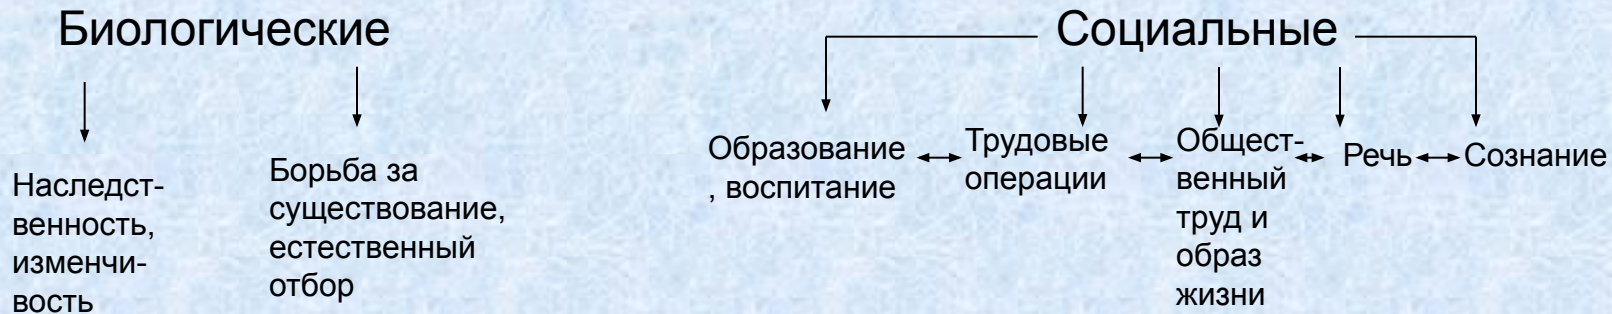 Биологические
Социальные
Наследст-
венность,
изменчи-
вость
Борьба за
существование,
естественный
отбор
Образование
, воспитание
Трудовые
операции
Общест-
венный
труд и
образ
жизни
Речь
Сознание